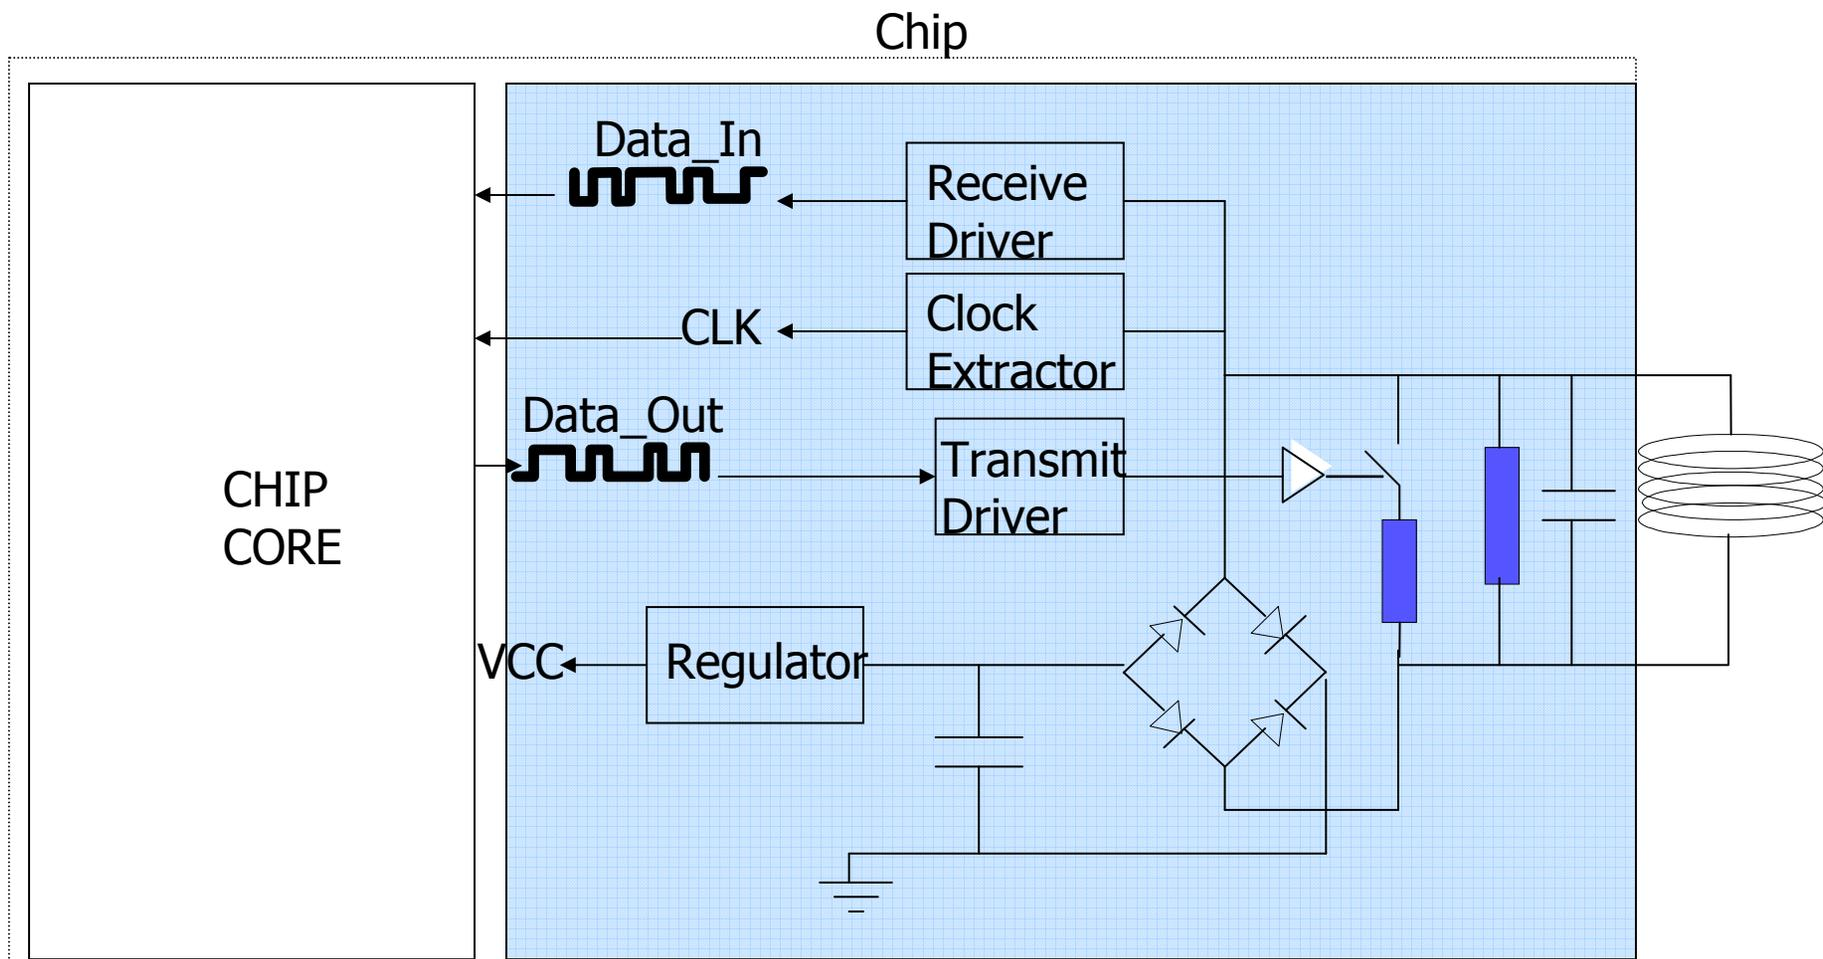 Chip
Data_In
Receive
Driver
CLK
Clock
Extractor
Data_Out
Transmit
Driver
CHIP
CORE
VCC
Regulator